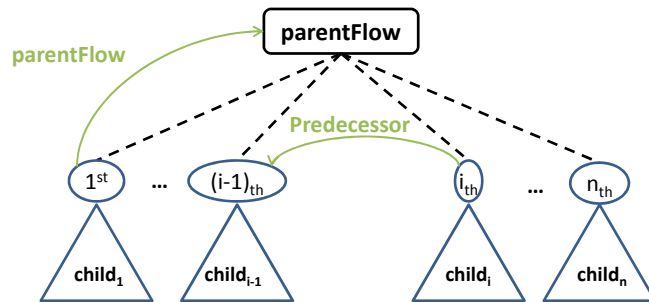 parentFlow
parentFlow
Predecessor
1st ... (i-1)th ith ... nth
child1 childi-1 childi childn